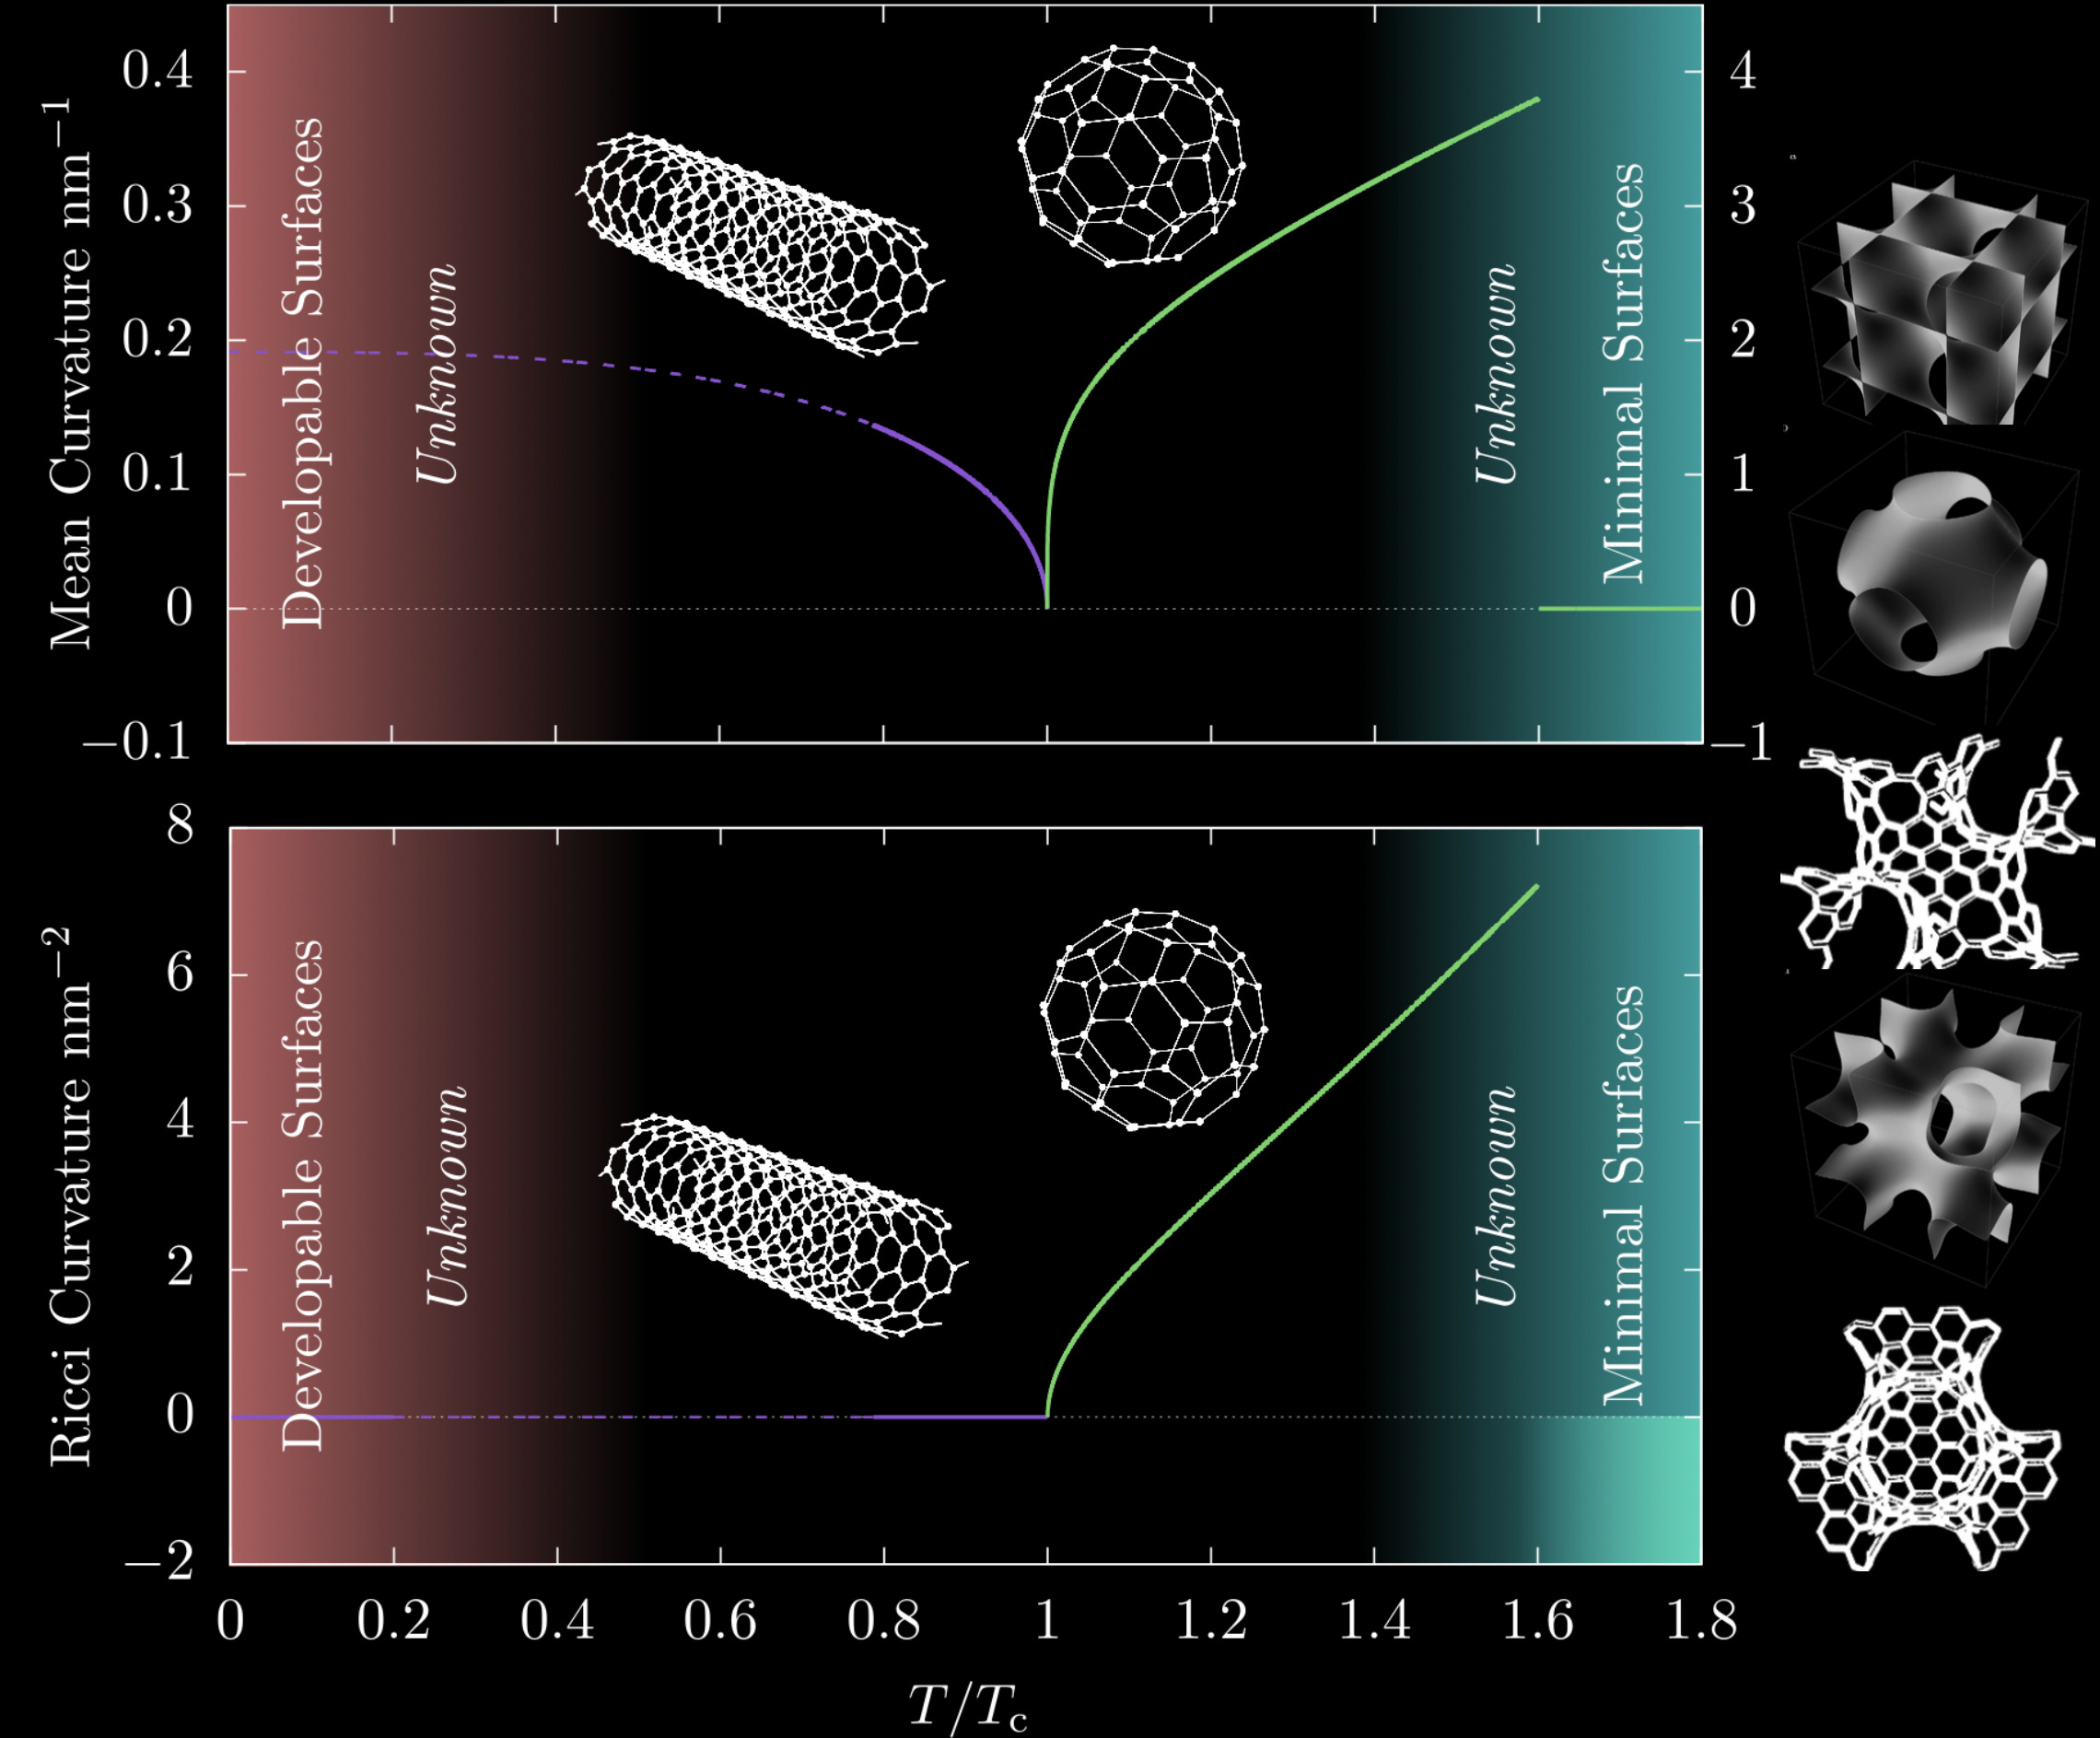 Mean Curvature nm⁻¹
0.4
0.3
0.2
0.1
0
−0.1
Developable Surfaces
Unknown
Unknown
Minimal Surfaces
4
3
2
1
0
−1
Ricci Curvature nm⁻²
8
6
4
2
0
−2
Developable Surfaces
Unknown
Unknown
Minimal Surfaces
0 0.2 0.4 0.6 0.8 1 1.2 1.4 1.6 1.8
T/Tc